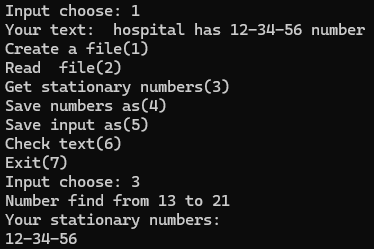 Input choose: 1
Your text:  hospital has 12-34-56 number
Create a file(1)
Read  file(2)
Get stationary numbers(3)
Save numbers as(4)
Save input as(5)
Check text(6)
Exit(7)
Input choose: 3
Number find from 13 to 21
Your stationary numbers:
12-34-56